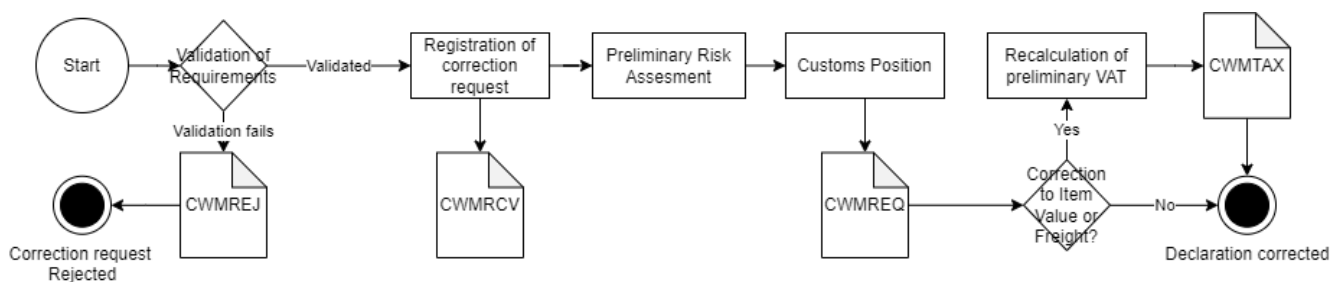 Start
Validation of
Requirements
Validated
Validation fails
CWMREJ
Correction request
Rejected
Registration of
correction
request
CWMRCV
Preliminary Risk
Assesment
Customs Position
CWMREQ
Correction
to Item
Value or
Freight?
Yes
No
Recalculation of
preliminary VAT
CWMTAX
Declaration corrected